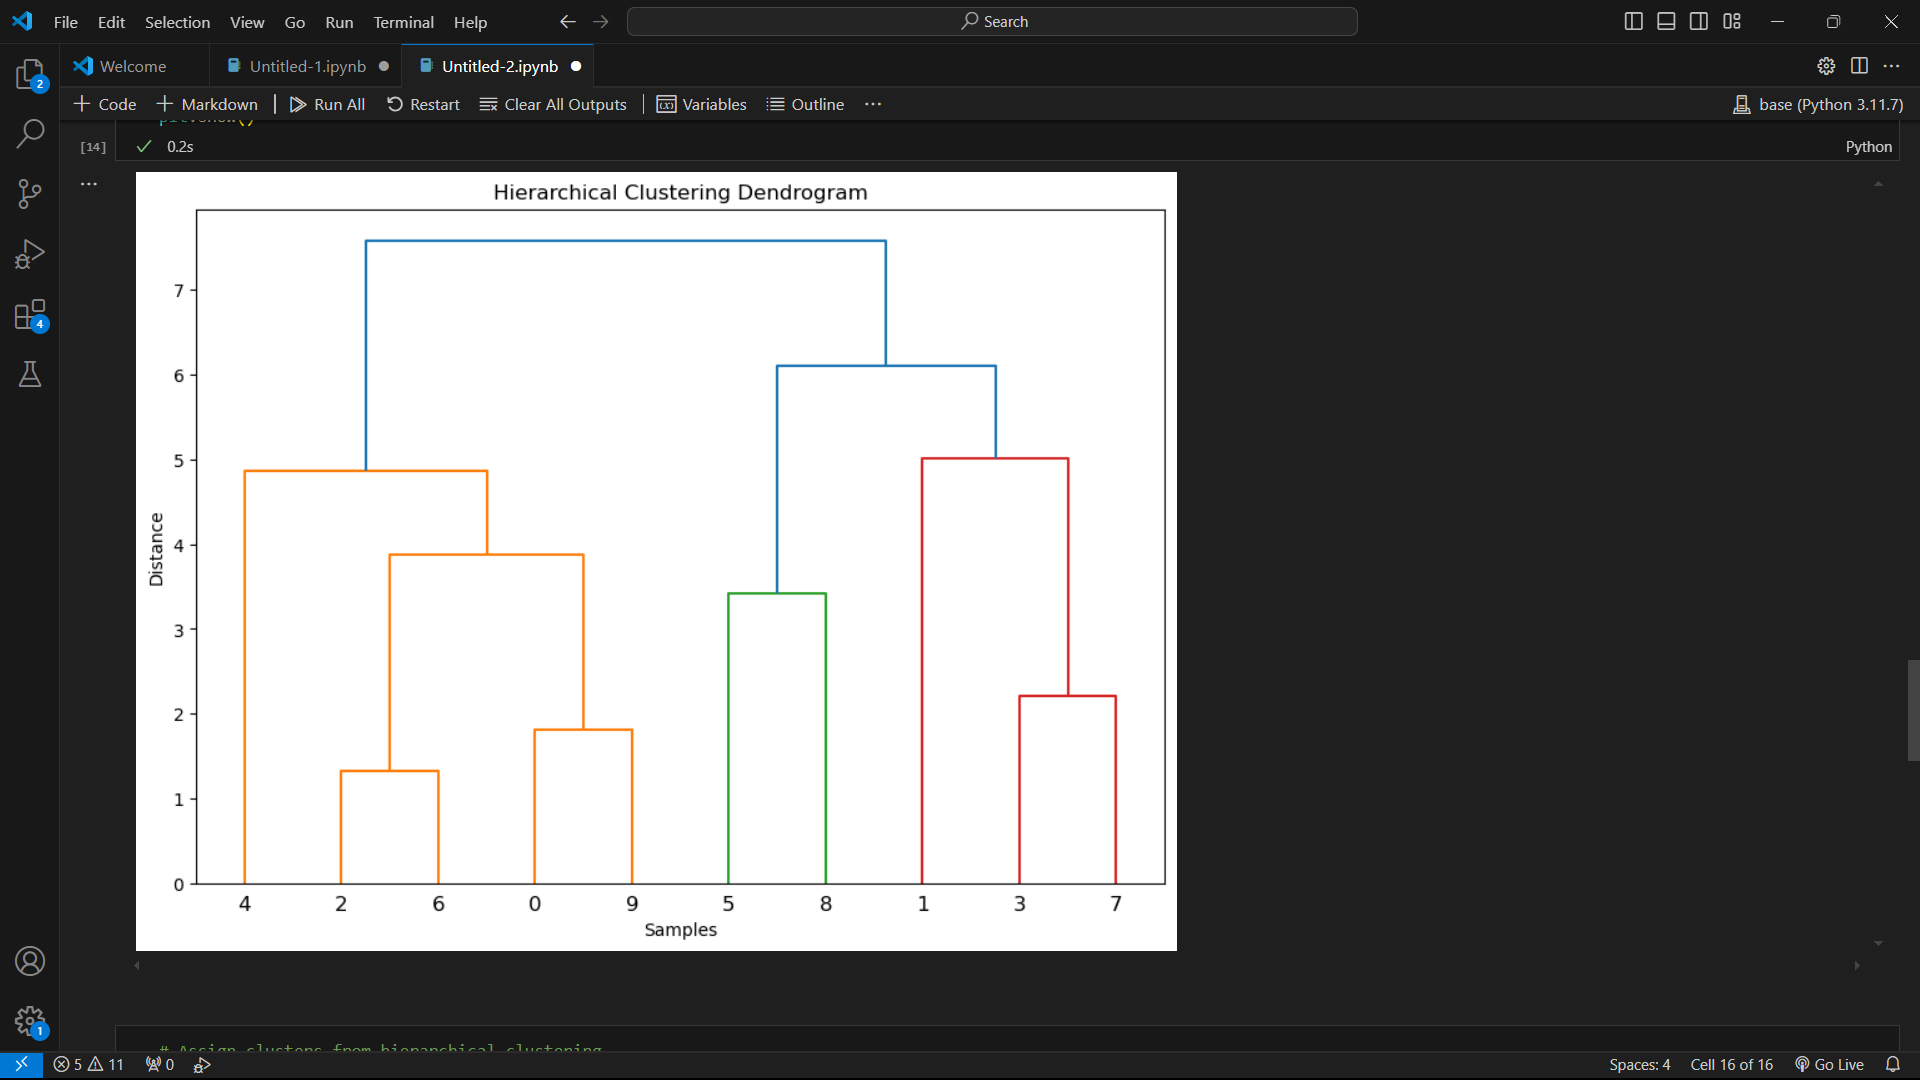 File Edit Selection View Go Run Terminal Help Search
Welcome Untitled-1.ipynb Untitled-2.ipynb
2
Code Markdown Run All Restart Clear All Outputs Variables Outline base (Python 3.11.7)
[14] 0.2s Python
Hierarchical Clustering Dendrogram
7
4
6
5
4
3
2
1
0
Distance
4 2 6 0 9 5 8 1 3 7
Samples
1
# Assign clusters from hierarchical clustering
5 11 0 Spaces: 4 Cell 16 of 16 Go Live